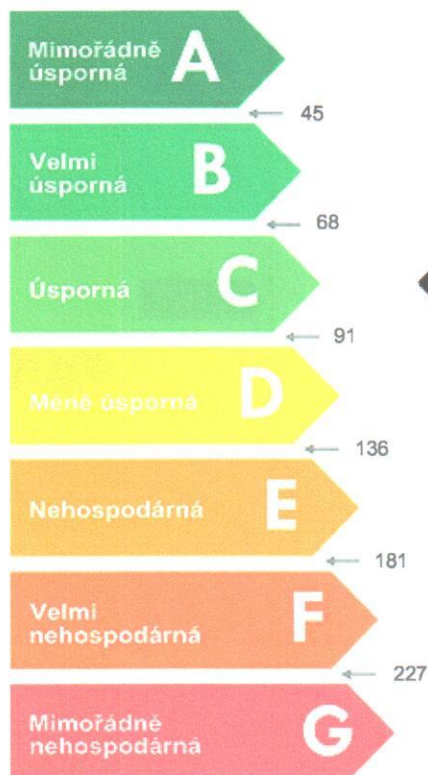 Mimořádně
úsporná A
45
Velmi
úsporná B
68
Úsporná C
91
Méně úsporná D
136
Nehospodárná E
181
Velmi
nehospodárná F
227
Mimořádně
nehospodárná G